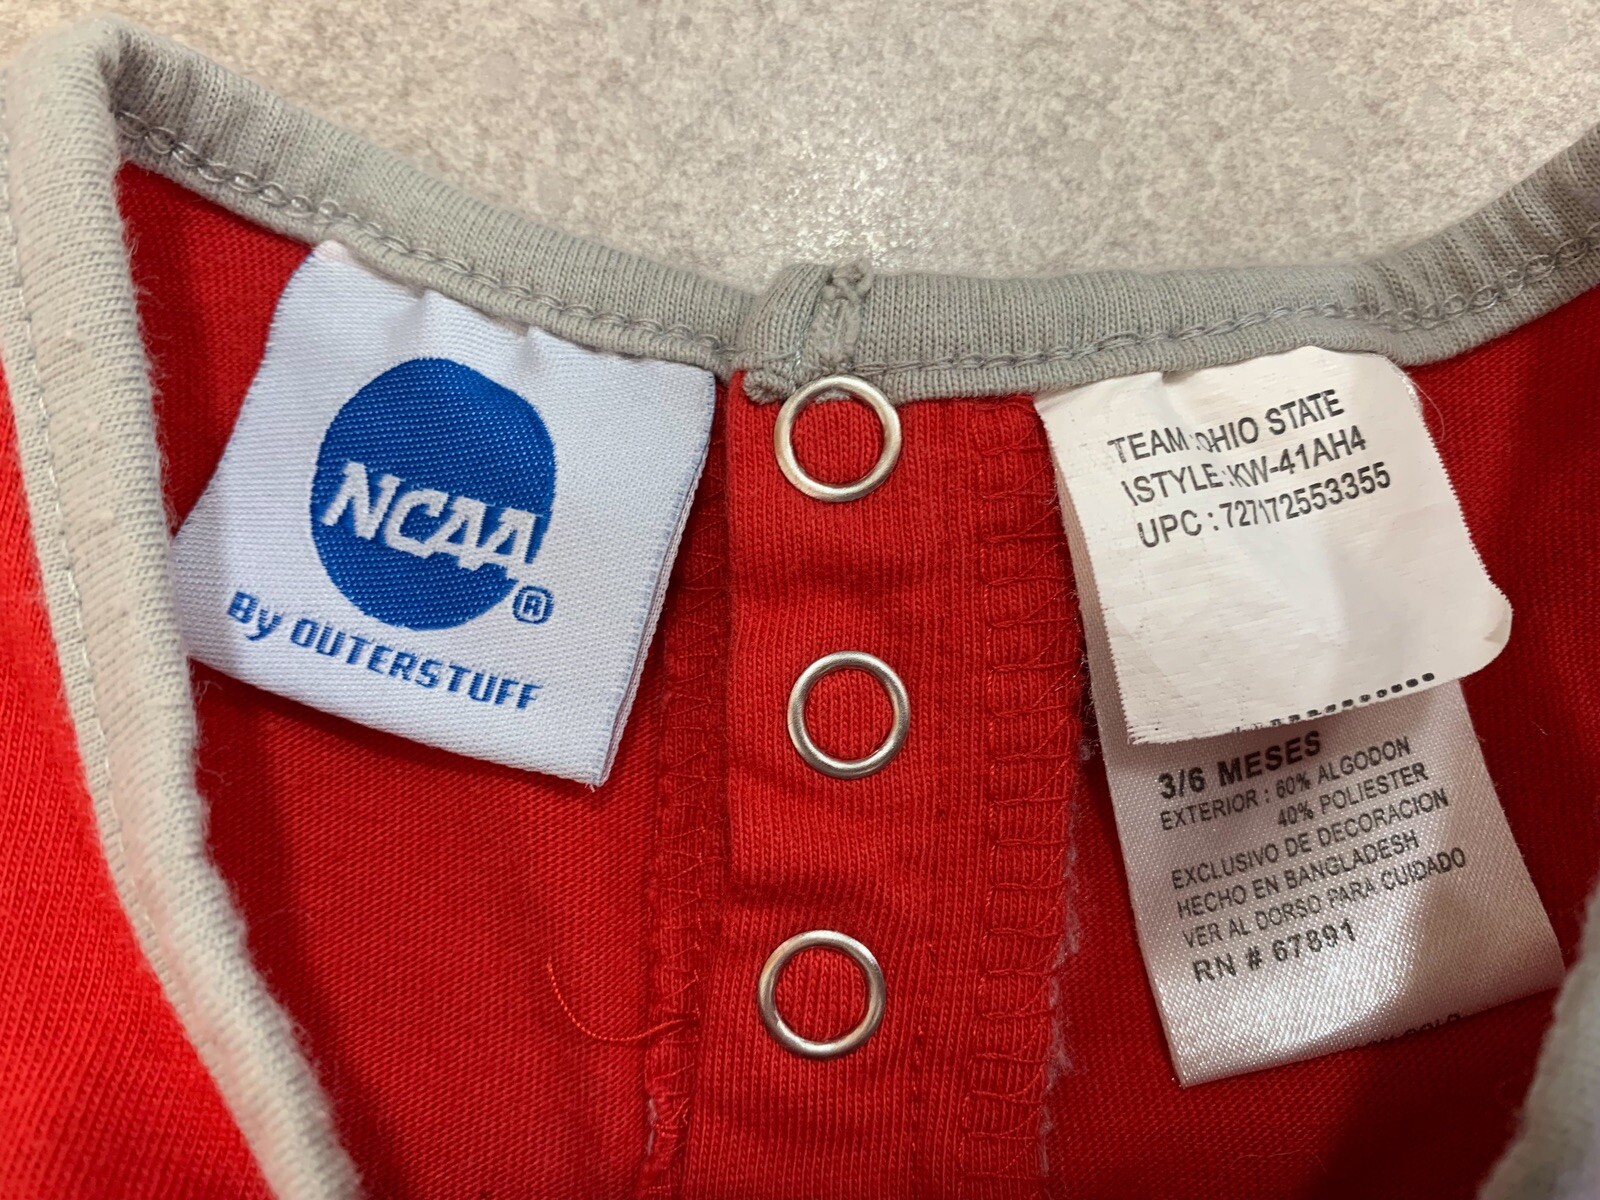 NCAA
®
By OUTERSTUFF
TEAM:OHIO STATE
STYLE:KW-41AH4
UPC:727172553355
3/6 MESES
EXTERIOR : 60% ALGODON
40% POLIESTER
EXCLUSIVO DE DECORACION
HECHO EN BANGLADESH
VER AL DORSO PARA CUIDADO
RN # 67891